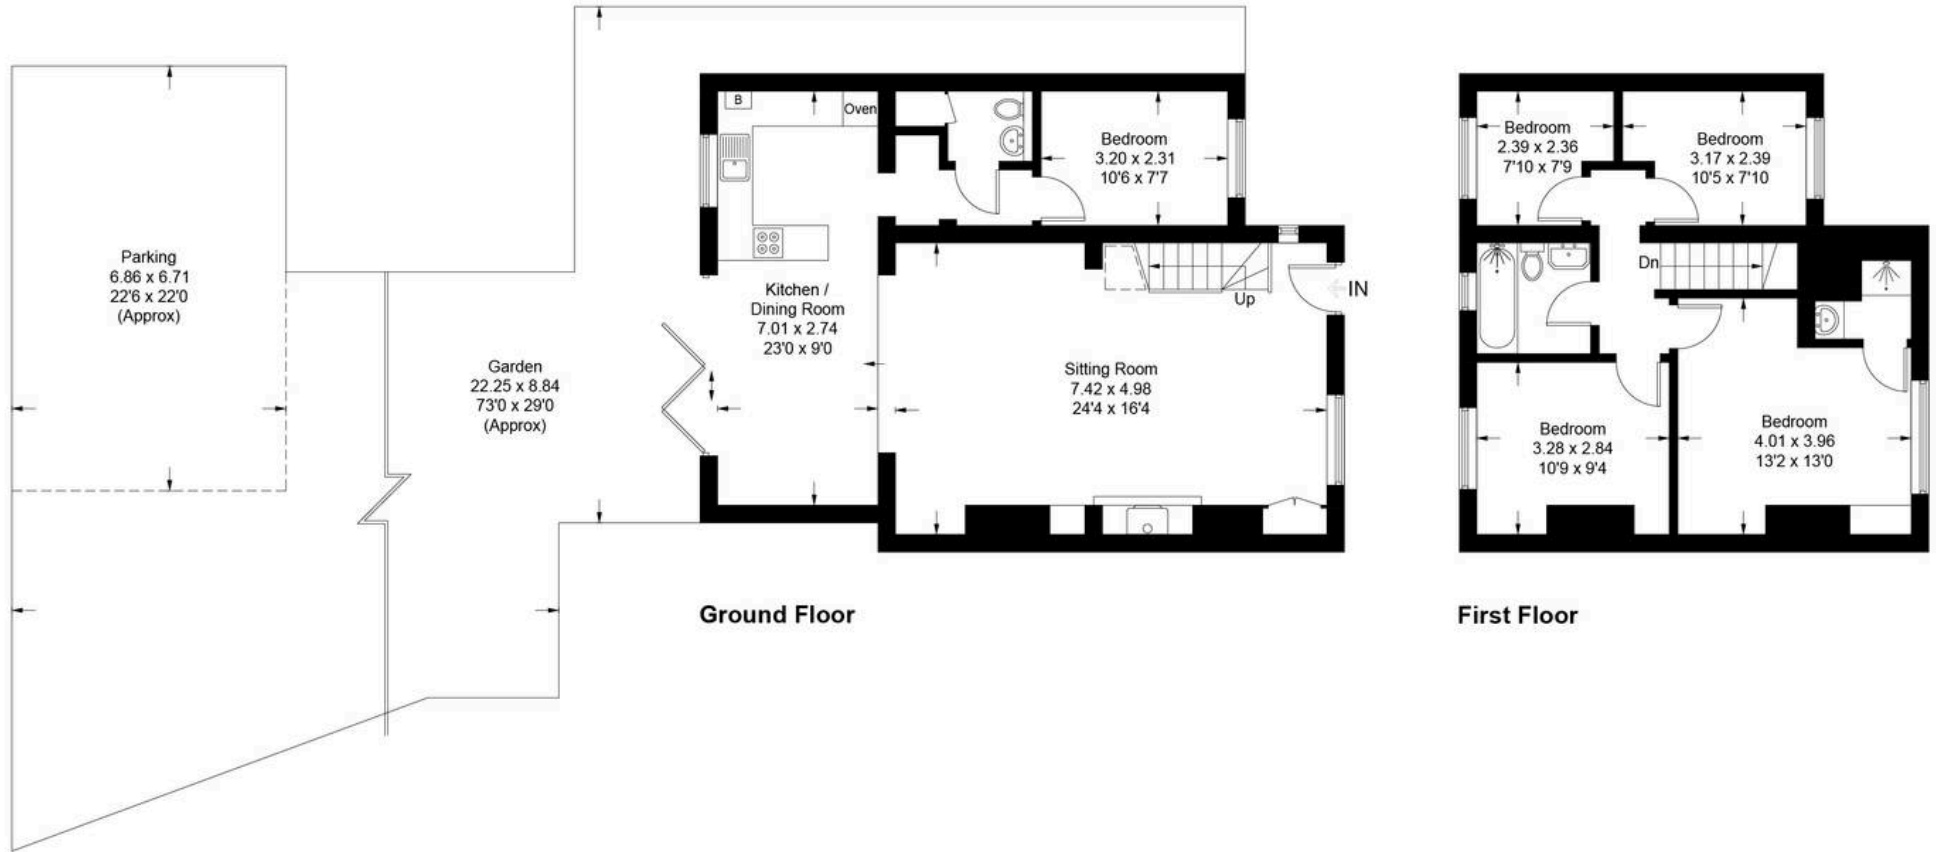 Parking
6.86 x 6.71
22'6 x 22'0
(Approx)
Garden
22.25 x 8.84
73'0 x 29'0
(Approx)
B
Oven
Kitchen /
Dining Room
7.01 x 2.74
23'0 x 9'0
Bedroom
3.20 x 2.31
10'6 x 7'7
Sitting Room
7.42 x 4.98
24'4 x 16'4
Up
IN
Ground Floor
Bedroom
2.39 x 2.36
7'10 x 7'9
Bedroom
3.17 x 2.39
10'5 x 7'10
Dn
Bedroom
3.28 x 2.84
10'9 x 9'4
Bedroom
4.01 x 3.96
13'2 x 13'0
First Floor